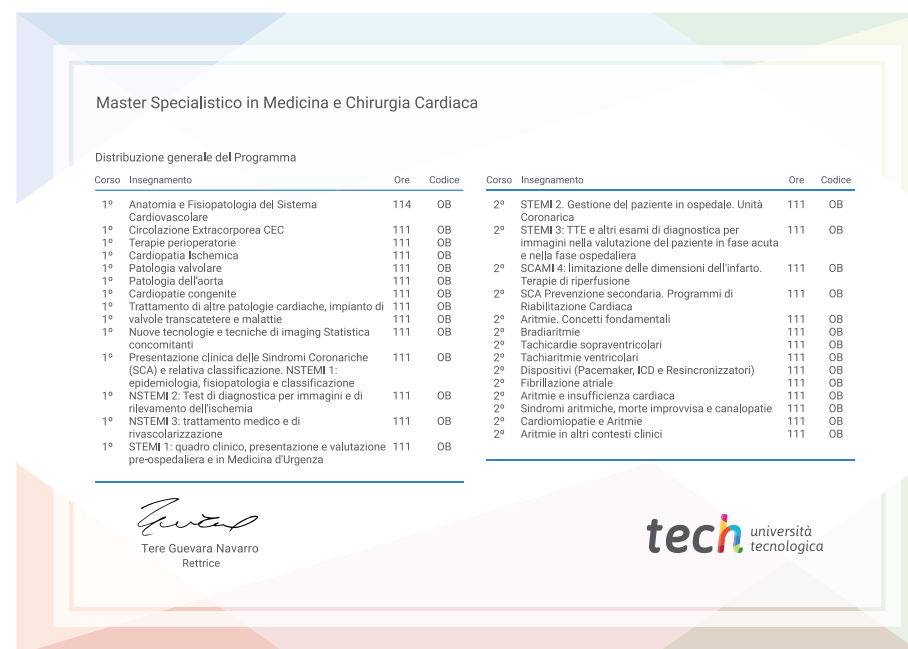 Master Specialistico in Medicina e Chirurgia Cardiaca
Distribuzione generale del Programma
Corso Insegnamento Ore Codice
1º Anatomia e Fisiopatologia del Sistema 114 OB
Cardiovascolare
1º Circolazione Extracorporea CEC 111 OB
1º Terapie perioperatorie 111 OB
1º Cardiopatia Ischemica 111 OB
1º Patologia valvolare 111 OB
1º Patologia dell'aorta 111 OB
1º Cardiopatie congenite 111 OB
1º Trattamento di altre patologie cardiache, impianto di 111 OB
1º valvole transcatetere e malattie 111 OB
1º Nuove tecnologie e tecniche di imaging Statistica 111 OB
concomitanti
1º Presentazione clinica delle Sindromi Coronariche 111 OB
(SCA) e relativa classificazione. NSTEMI 1:
epidemiologia, fisiopatologia e classificazione
1º NSTEMI 2: Test di diagnostica per immagini e di 111 OB
rilevamento dell'ischemia
1º NSTEMI 3: trattamento medico e di 111 OB
rivascolarizzazione
1º STEMI 1: quadro clinico, presentazione e valutazione 111 OB
pre-ospedaliera e in Medicina d'Urgenza
Corso Insegnamento Ore Codice
2º STEMI 2. Gestione del paziente in ospedale. Unità 111 OB
Coronarica
2º STEMI 3: TTE e altri esami di diagnostica per 111 OB
immagini nella valutazione del paziente in fase acuta
e nella fase ospedaliera
2º SCAMI 4: limitazione delle dimensioni dell'infarto. 111 OB
Terapie di riperfusione
2º SCA Prevenzione secondaria. Programmi di 111 OB
Riabilitazione Cardiaca
2º Aritmie. Concetti fondamentali 111 OB
2º Bradiaritmie 111 OB
2º Tachicardie sopraventricolari 111 OB
2º Tachiaritmie ventricolari 111 OB
2º Dispositivi (Pacemaker, ICD e Resincronizzatori) 111 OB
2º Fibrillazione atriale 111 OB
2º Aritmie e insufficienza cardiaca 111 OB
2º Sindromi aritmiche, morte improvvisa e canalopatie 111 OB
2º Cardiomiopatie e Aritmie 111 OB
2º Aritmie in altri contesti clinici 111 OB
Tere Guevara Navarro
Rettrice
tech università
tecnologica